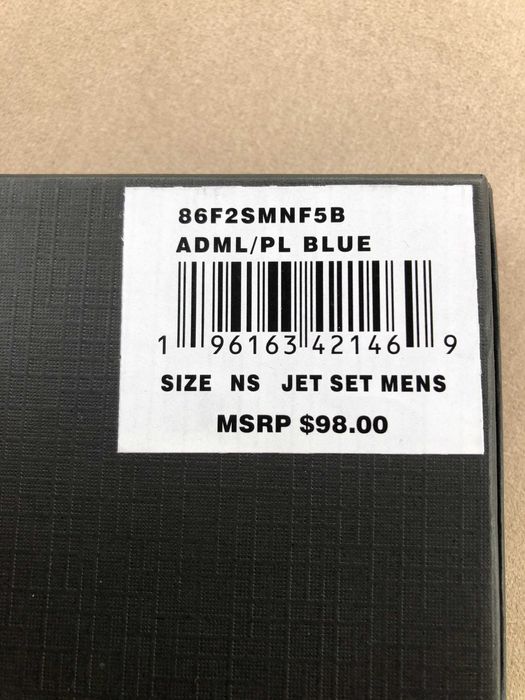 86F2SMNF5B
ADML/PL BLUE
1 96163 42146 9
SIZE NS JET SET MENS
MSRP $98.00